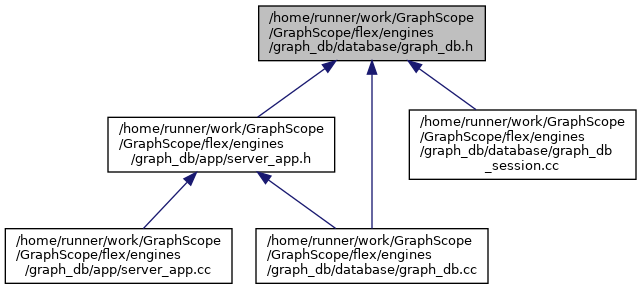 /home/runner/work/GraphScope
/GraphScope/flex/engines
/graph_db/database/graph_db.h
/home/runner/work/GraphScope
/GraphScope/flex/engines
/graph_db/app/server_app.h
/home/runner/work/GraphScope
/GraphScope/flex/engines
/graph_db/database/graph_db
_session.cc
/home/runner/work/GraphScope
/GraphScope/flex/engines
/graph_db/app/server_app.cc
/home/runner/work/GraphScope
/GraphScope/flex/engines
/graph_db/database/graph_db.cc